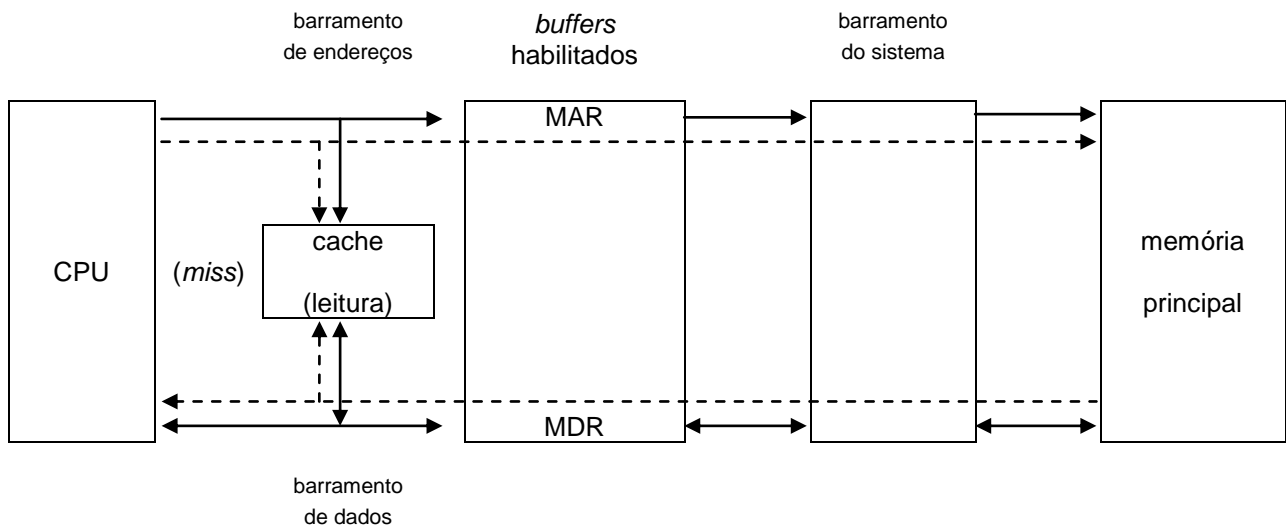 barramento
de endereços
buffers
habilitados
barramento
do sistema
MAR
cache
(leitura)
CPU
(miss)
memória
principal
MDR
barramento
de dados